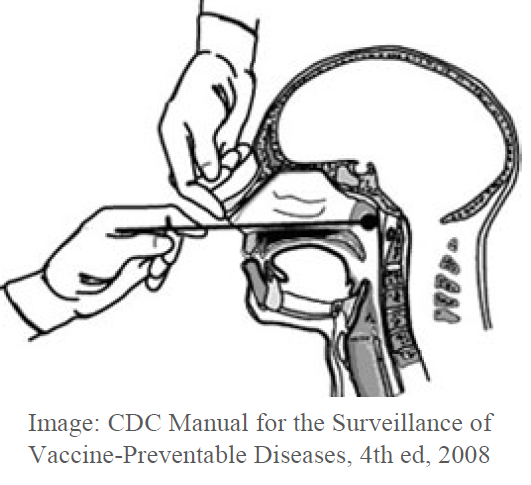 Image: CDC Manual for the Surveillance of
Vaccine-Preventable Diseases, 4th ed, 2008